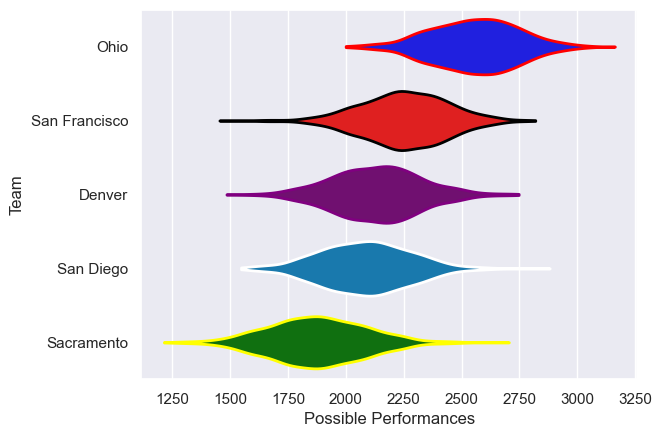 Ohio
San Francisco
Denver
San Diego
Sacramento
Team
1250 1500 1750 2000 2250 2500 2750 3000 3250
Possible Performances